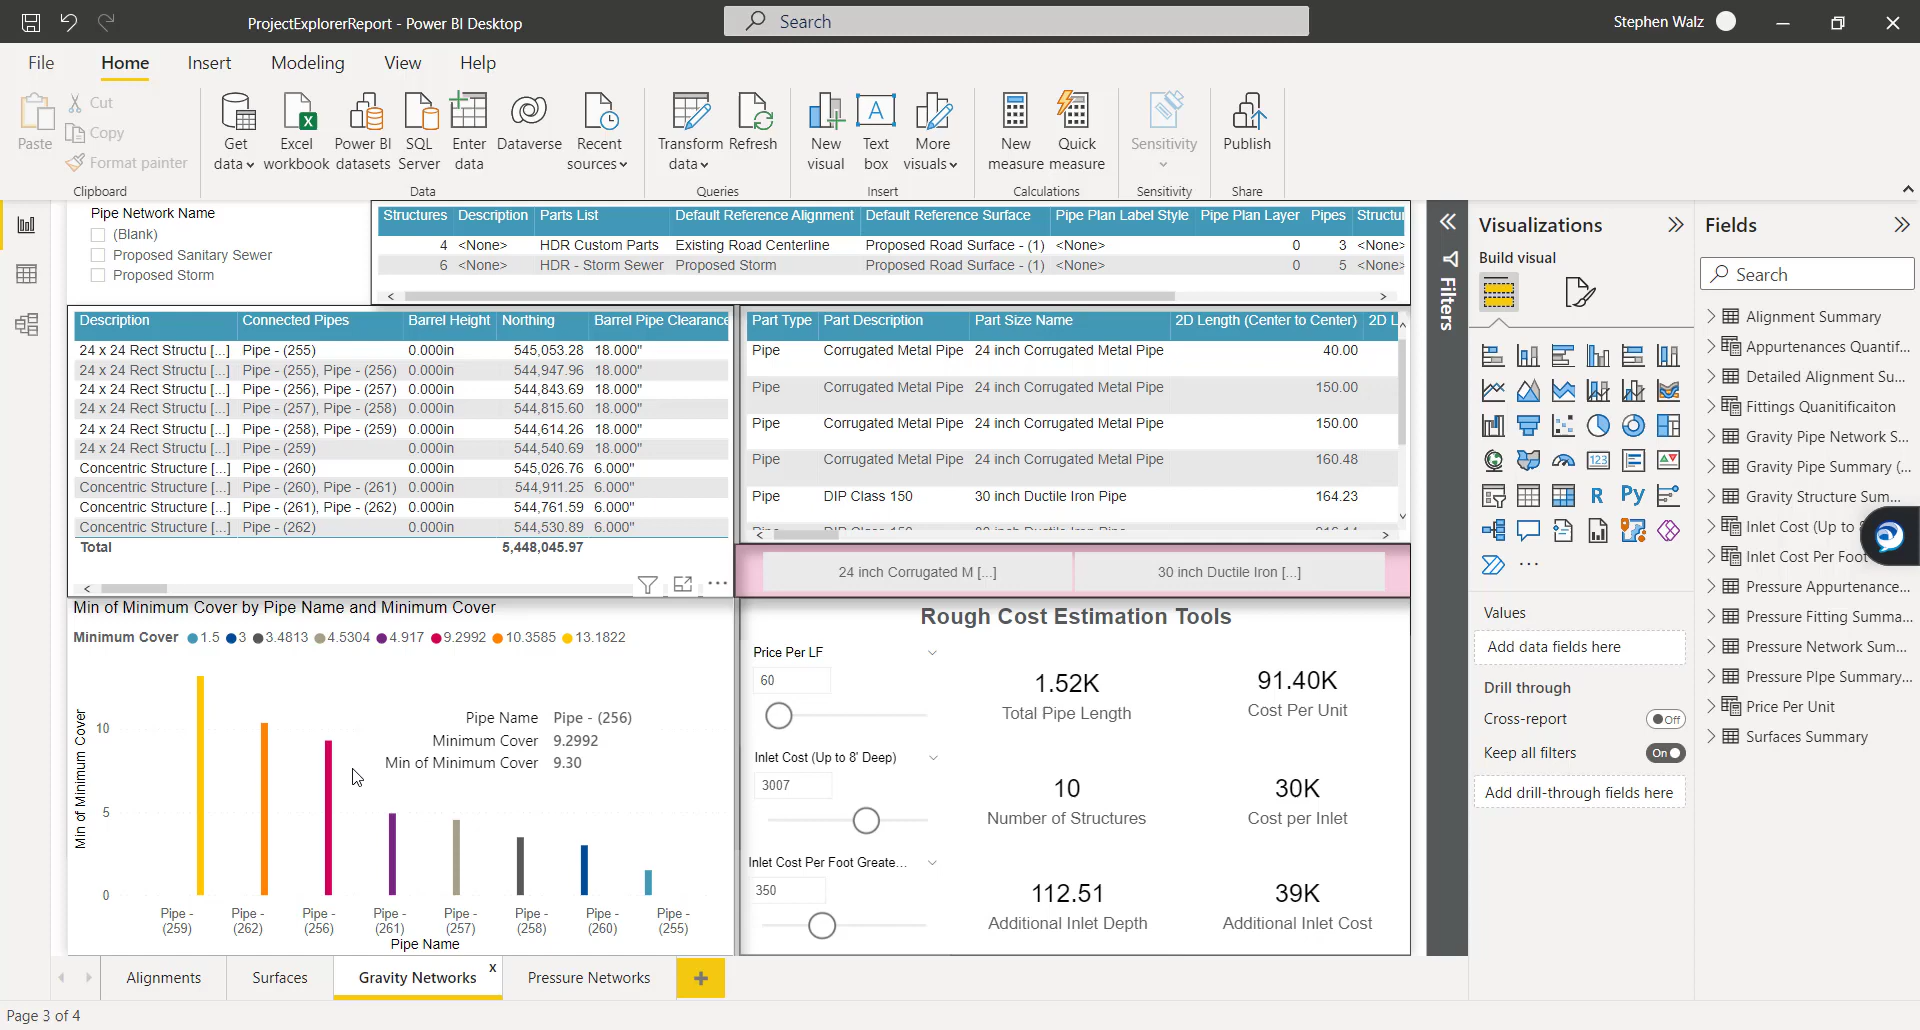 ProjectExplorerReport - Power BI Desktop
Search
Stephen Walz
File Home Insert Modeling View Help
Paste
Cut
Copy
Format painter
Get data
Excel workbook
Power BI datasets
SQL Server
Enter data
Dataverse
Recent sources
Transform data
Refresh
New visual
Text box
More visuals
New measure
Quick measure
Sensitivity
Publish
Clipboard Data Queries Insert Calculations Sensitivity Share
Pipe Network Name
(Blank)
Proposed Sanitary Sewer
Proposed Storm
Structures Description Parts List Default Reference Alignment Default Reference Surface Pipe Plan Label Style Pipe Plan Layer Pipes
4 <None> HDR Custom Parts Existing Road Centerline Proposed Road Surface - (1) <None> 0 3 <None>
6 <None> HDR - Storm Sewer Proposed Storm Proposed Road Surface - (1) <None> 0 5 <None>
Description Connected Pipes Barrel Height Northing Barrel Pipe Clearance
24 x 24 Rect Structu [...] Pipe - (255) 0.000in 545,053.28 18.000"
24 x 24 Rect Structu [...] Pipe - (255), Pipe - (256) 0.000in 544,947.96 18.000"
24 x 24 Rect Structu [...] Pipe - (256), Pipe - (257) 0.000in 544,843.69 18.000"
24 x 24 Rect Structu [...] Pipe - (257), Pipe - (258) 0.000in 544,815.60 18.000"
24 x 24 Rect Structu [...] Pipe - (258), Pipe - (259) 0.000in 544,614.26 18.000"
24 x 24 Rect Structu [...] Pipe - (259) 0.000in 544,540.69 18.000"
Concentric Structure [...] Pipe - (260) 0.000in 545,026.76 6.000"
Concentric Structure [...] Pipe - (260), Pipe - (261) 0.000in 544,911.25 6.000"
Concentric Structure [...] Pipe - (261), Pipe - (262) 0.000in 544,761.59 6.000"
Concentric Structure [...] Pipe - (262) 0.000in 544,530.89 6.000"
Total 5,448,045.97
Part Type Part Description Part Size Name 2D Length (Center to Center) 2D L
Pipe Corrugated Metal Pipe 24 inch Corrugated Metal Pipe 40.00
Pipe Corrugated Metal Pipe 24 inch Corrugated Metal Pipe 150.00
Pipe Corrugated Metal Pipe 24 inch Corrugated Metal Pipe 150.00
Pipe Corrugated Metal Pipe 24 inch Corrugated Metal Pipe 160.48
Pipe DIP Class 150 30 inch Ductile Iron Pipe 164.23
24 inch Corrugated M [...] 30 inch Ductile Iron [...]
Min of Minimum Cover by Pipe Name and Minimum Cover
Minimum Cover 1.5 3 3.4813 4.5304 4.917 9.2992 10.3585 13.1822
Min of Minimum Cover
10
5
0
Pipe Name Pipe - (256)
Minimum Cover 9.2992
Min of Minimum Cover 9.30
Pipe - (259)
Pipe - (262)
Pipe - (256)
Pipe - (261)
Pipe - (257)
Pipe - (258)
Pipe - (260)
Pipe - (255)
Pipe Name
Rough Cost Estimation Tools
Price Per LF
60
1.52K
Total Pipe Length
91.40K
Cost Per Unit
Inlet Cost (Up to 8' Deep)
3007
10
Number of Structures
30K
Cost per Inlet
Inlet Cost Per Foot Greate...
350
112.51
Additional Inlet Depth
39K
Additional Inlet Cost
Filters
Visualizations
Build visual
123
R Py
...
Values
Add data fields here
Drill through
Cross-report Off
Keep all filters On
Add drill-through fields here
Fields
Search
Alignment Summary
Appurtenances Quantif...
Detailed Alignment Su...
Fittings Quanitificaiton
Gravity Pipe Network S...
Gravity Pipe Summary (...
Gravity Structure Sum...
Inlet Cost (Up to
Inlet Cost Per Foot
Pressure Appurtenance...
Pressure Fitting Summa...
Pressure Network Sum...
Pressure PIpe Summary...
Price Per Unit
Surfaces Summary
Alignments Surfaces Gravity Networks x Pressure Networks +
Page 3 of 4